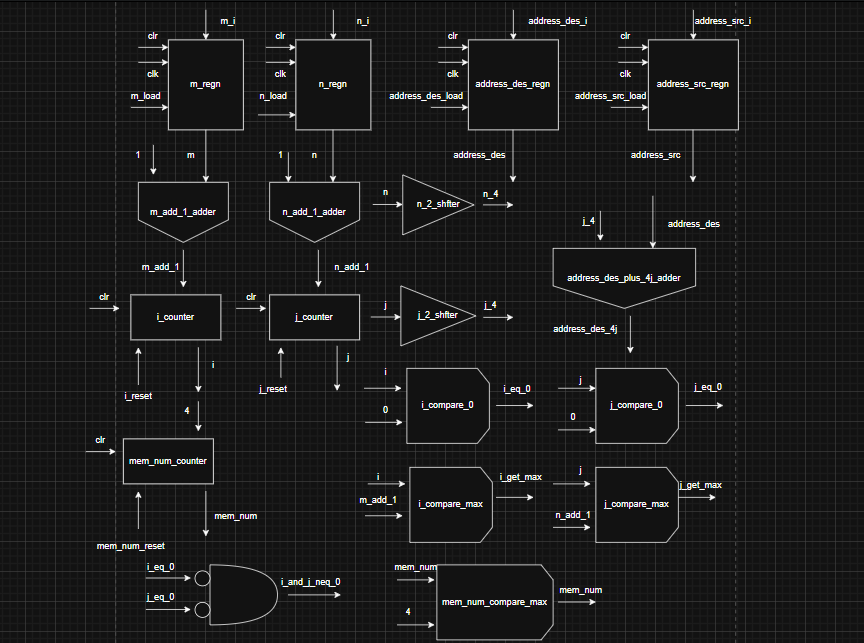 m_i
n_i
address_des_i
address_src_i
clr
clr
clr
clr
m_regn
n_regn
address_des_regn
address_src_regn
clk
clk
clk
clk
m_load
n_load
address_des_load
address_src_load
1
m
1
n
address_des
address_src
m_add_1_adder
n_add_1_adder
n
n_2_shfter
n_4
j_4
address_des
m_add_1
n_add_1
address_des_plus_4j_adder
clr
i_counter
clr
j_counter
j
j_2_shfter
j_4
address_des_4j
i
j
i_reset
j_reset
i
0
i_compare_0
i_eq_0
j
0
j_compare_0
j_eq_0
4
clr
mem_num_counter
i
m_add_1
i_compare_max
i_get_max
j
n_add_1
j_compare_max
j_get_max
mem_num
mem_num_reset
i_eq_0
j_eq_0
i_and_j_neq_0
mem_num
4
mem_num_compare_max
mem_num